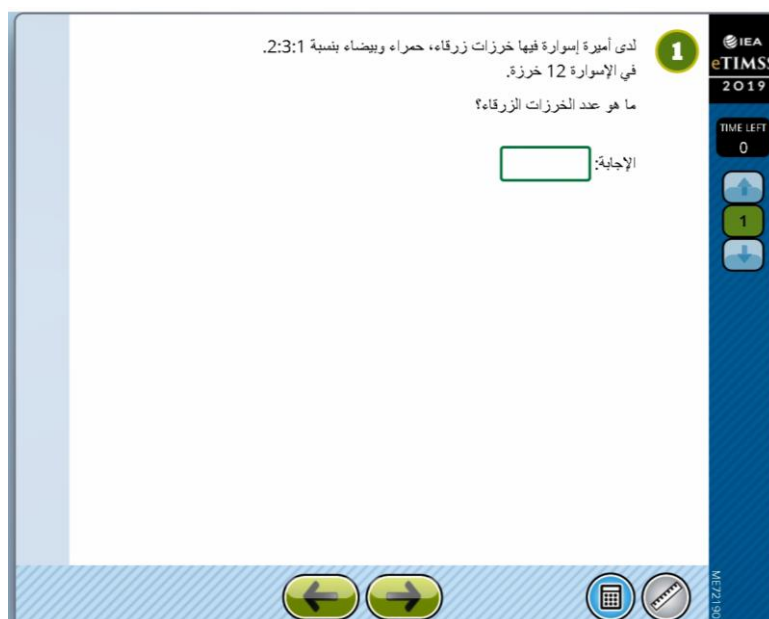 1
لدى أميرة إسوارة فيها خرزات زرقاء، حمراء وبيضاء بنسبة 2:3:1.
في الإسوارة 12 خرزة.
ما هو عدد الخرزات الزرقاء؟
الإجابة:
IEA
eTIMSS
2019
TIME LEFT
0
1
ME72190